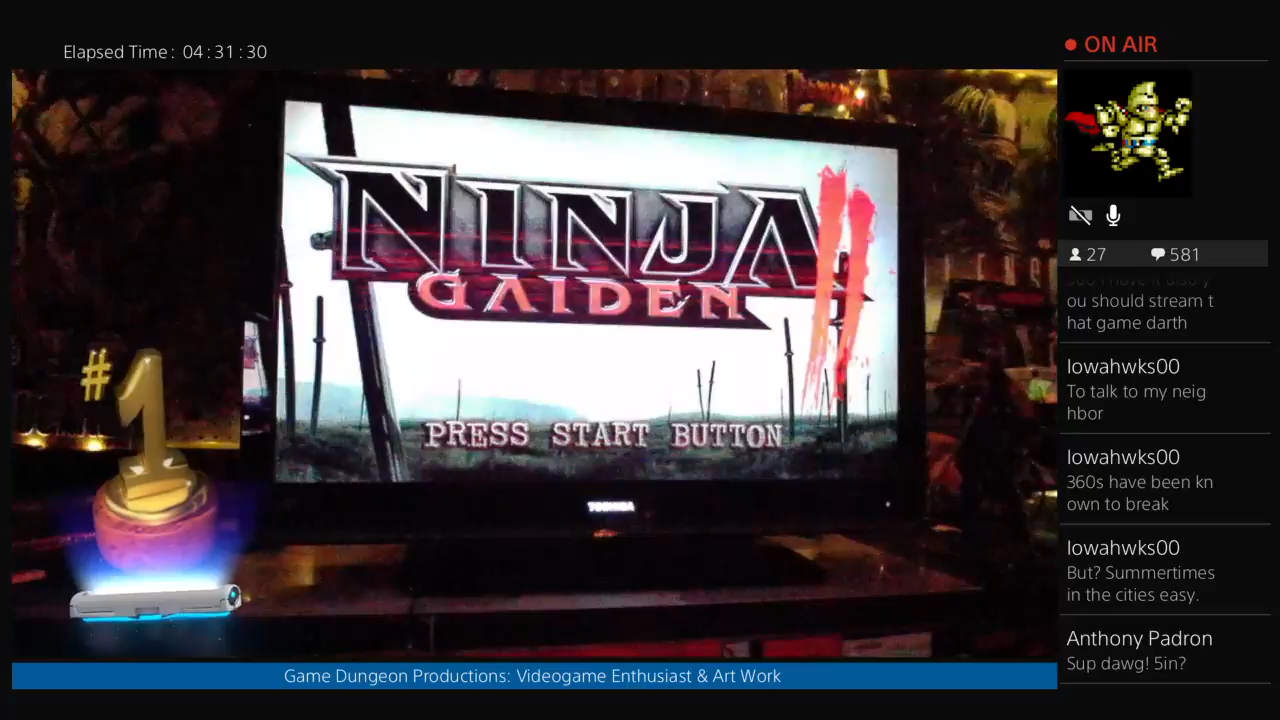 Elapsed Time: 04:31:30
ON AIR
NINJA
GAIDEN II
PRESS START BUTTON
TOSHIBA
#1
27 581
ou should stream t
hat game darth
Iowahwks00
To talk to my neig
hbor
Iowahwks00
360s have been kn
own to break
Iowahwks00
But? Summertimes
in the cities easy.
Anthony Padron
Sup dawg! 5in?
Game Dungeon Productions: Videogame Enthusiast & Art Work